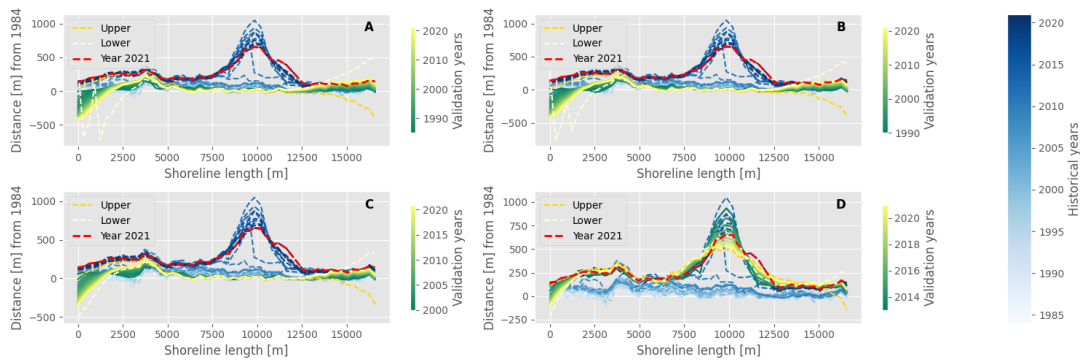 A
Upper
Lower
Year 2021
1000
500
0
−500
Distance [m] from 1984
0 2500 5000 7500 10000 12500 15000
Shoreline length [m]
2020
2010
2000
1990
Validation years
B
Upper
Lower
Year 2021
1000
500
0
−500
Distance [m] from 1984
0 2500 5000 7500 10000 12500 15000
Shoreline length [m]
2020
2010
2000
1990
Validation years
C
Upper
Lower
Year 2021
1000
500
0
−500
Distance [m] from 1984
0 2500 5000 7500 10000 12500 15000
Shoreline length [m]
2020
2015
2010
2005
2000
Validation years
D
Upper
Lower
Year 2021
1000
750
500
250
0
−250
Distance [m] from 1984
0 2500 5000 7500 10000 12500 15000
Shoreline length [m]
2020
2018
2016
2014
Validation years
2020
2015
2010
2005
2000
1995
1990
1985
Historical years